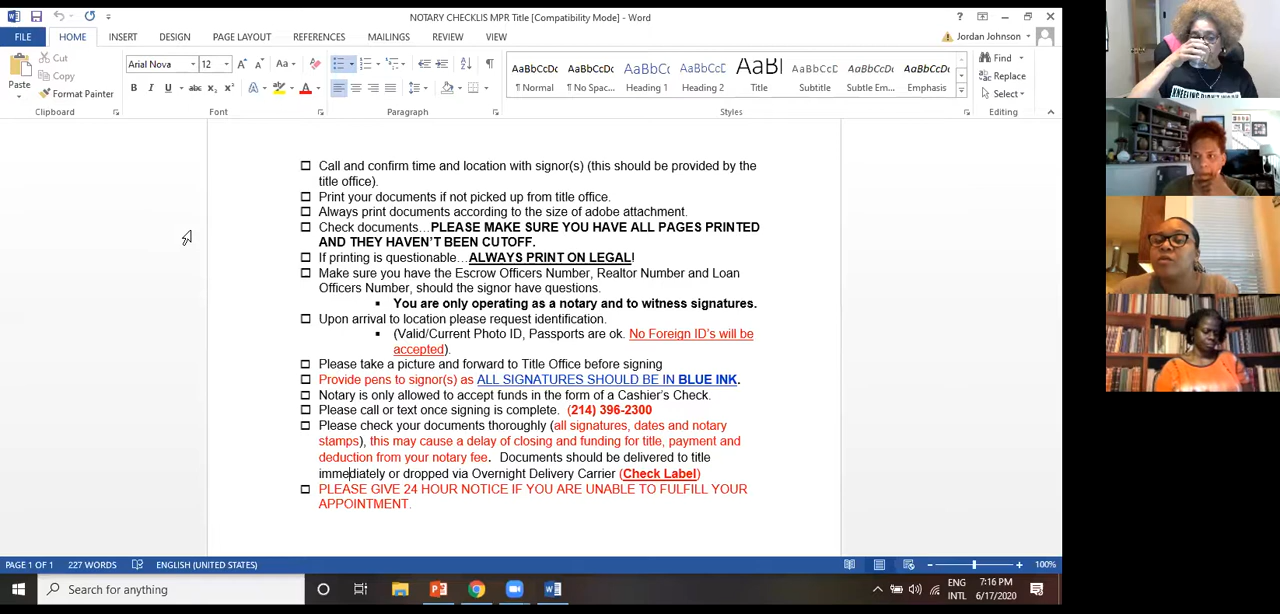 NOTARY CHECKLIS MPR Title [Compatibility Mode] - Word
FILE HOME INSERT DESIGN PAGE LAYOUT REFERENCES MAILINGS REVIEW VIEW Jordan Johnson
Cut
Copy
Format Painter
Paste
Clipboard
Arial Nova 12
Font
Paragraph
AaBbCcDc AaBbCcDc AaBbCc AaBbCcD AaBl AaBbCcD AaBbCcDc AaBbCcDc
¶ Normal ¶ No Spac... Heading 1 Heading 2 Title Subtitle Subtle Em... Emphasis
Styles
Find
Replace
Select
Editing
Call and confirm time and location with signor(s) (this should be provided by the
title office).
Print your documents if not picked up from title office.
Always print documents according to the size of adobe attachment.
Check documents…PLEASE MAKE SURE YOU HAVE ALL PAGES PRINTED
AND THEY HAVEN'T BEEN CUTOFF.
If printing is questionable…ALWAYS PRINT ON LEGAL!
Make sure you have the Escrow Officers Number, Realtor Number and Loan
Officers Number, should the signor have questions.
▪ You are only operating as a notary and to witness signatures.
Upon arrival to location please request identification.
▪ (Valid/Current Photo ID, Passports are ok. No Foreign ID's will be
accepted).
Please take a picture and forward to Title Office before signing
Provide pens to signor(s) as ALL SIGNATURES SHOULD BE IN BLUE INK.
Notary is only allowed to accept funds in the form of a Cashier's Check.
Please call or text once signing is complete. (214) 396-2300
Please check your documents thoroughly (all signatures, dates and notary
stamps), this may cause a delay of closing and funding for title, payment and
deduction from your notary fee. Documents should be delivered to title
immediately or dropped via Overnight Delivery Carrier (Check Label)
PLEASE GIVE 24 HOUR NOTICE IF YOU ARE UNABLE TO FULFILL YOUR
APPOINTMENT.
PAGE 1 OF 1 227 WORDS ENGLISH (UNITED STATES) 100%
Search for anything
ENG
INTL
7:16 PM
6/17/2020